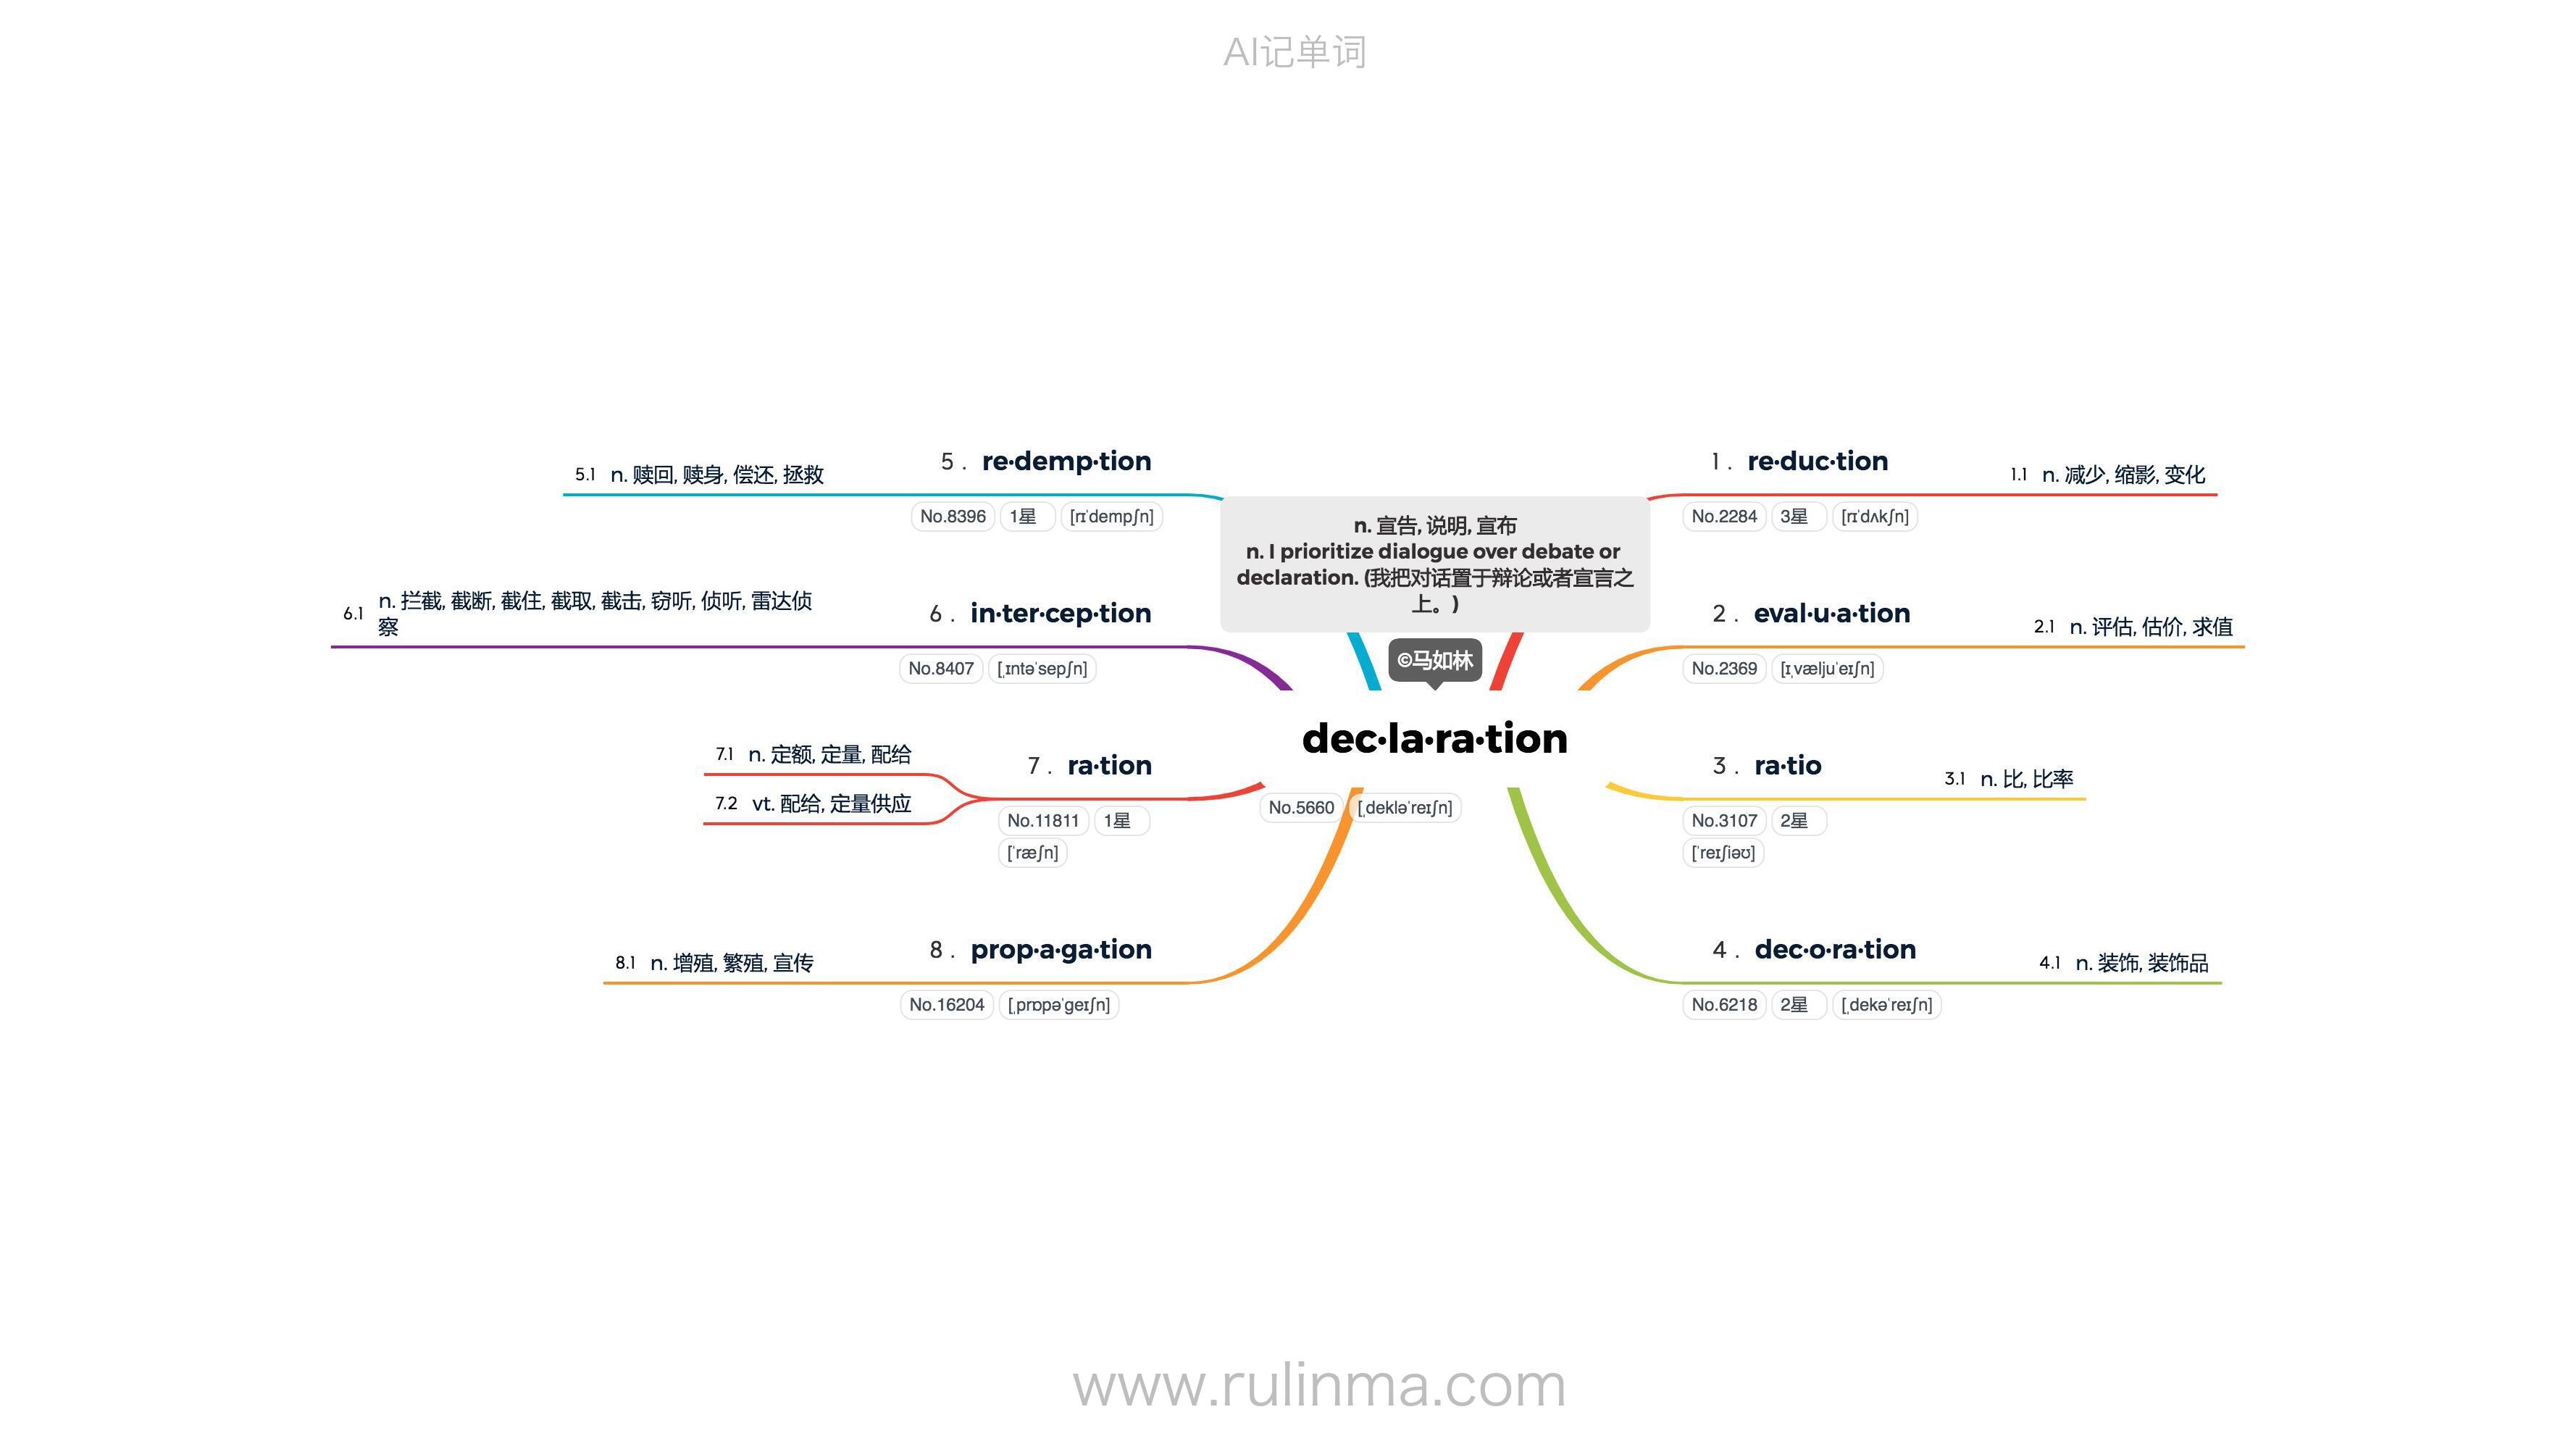 AI记单词
n. 宣告, 说明, 宣布
n. I prioritize dialogue over debate or
declaration. (我把对话置于辩论或者宣言之
上。)
©马如林
dec·la·ra·tion
No.5660 [ˌdekləˈreɪʃn]
1 . re·duc·tion
No.2284 3星 [rɪˈdʌkʃn]
1.1 n. 减少, 缩影, 变化
2 . eval·u·a·tion
No.2369 [ɪˌvæljuˈeɪʃn]
2.1 n. 评估, 估价, 求值
3 . ra·tio
No.3107 2星
[ˈreɪʃiəʊ]
3.1 n. 比, 比率
4 . dec·o·ra·tion
No.6218 2星 [ˌdekəˈreɪʃn]
4.1 n. 装饰, 装饰品
5 . re·demp·tion
No.8396 1星 [rɪˈdempʃn]
5.1 n. 赎回, 赎身, 偿还, 拯救
6 . in·ter·cep·tion
No.8407 [ˌɪntəˈsepʃn]
6.1 n. 拦截, 截断, 截住, 截取, 截击, 窃听, 侦听, 雷达侦
察
7 . ra·tion
No.11811 1星
[ˈræʃn]
7.1 n. 定额, 定量, 配给
7.2 vt. 配给, 定量供应
8 . prop·a·ga·tion
No.16204 [ˌprɒpəˈɡeɪʃn]
8.1 n. 增殖, 繁殖, 宣传
www.rulinma.com